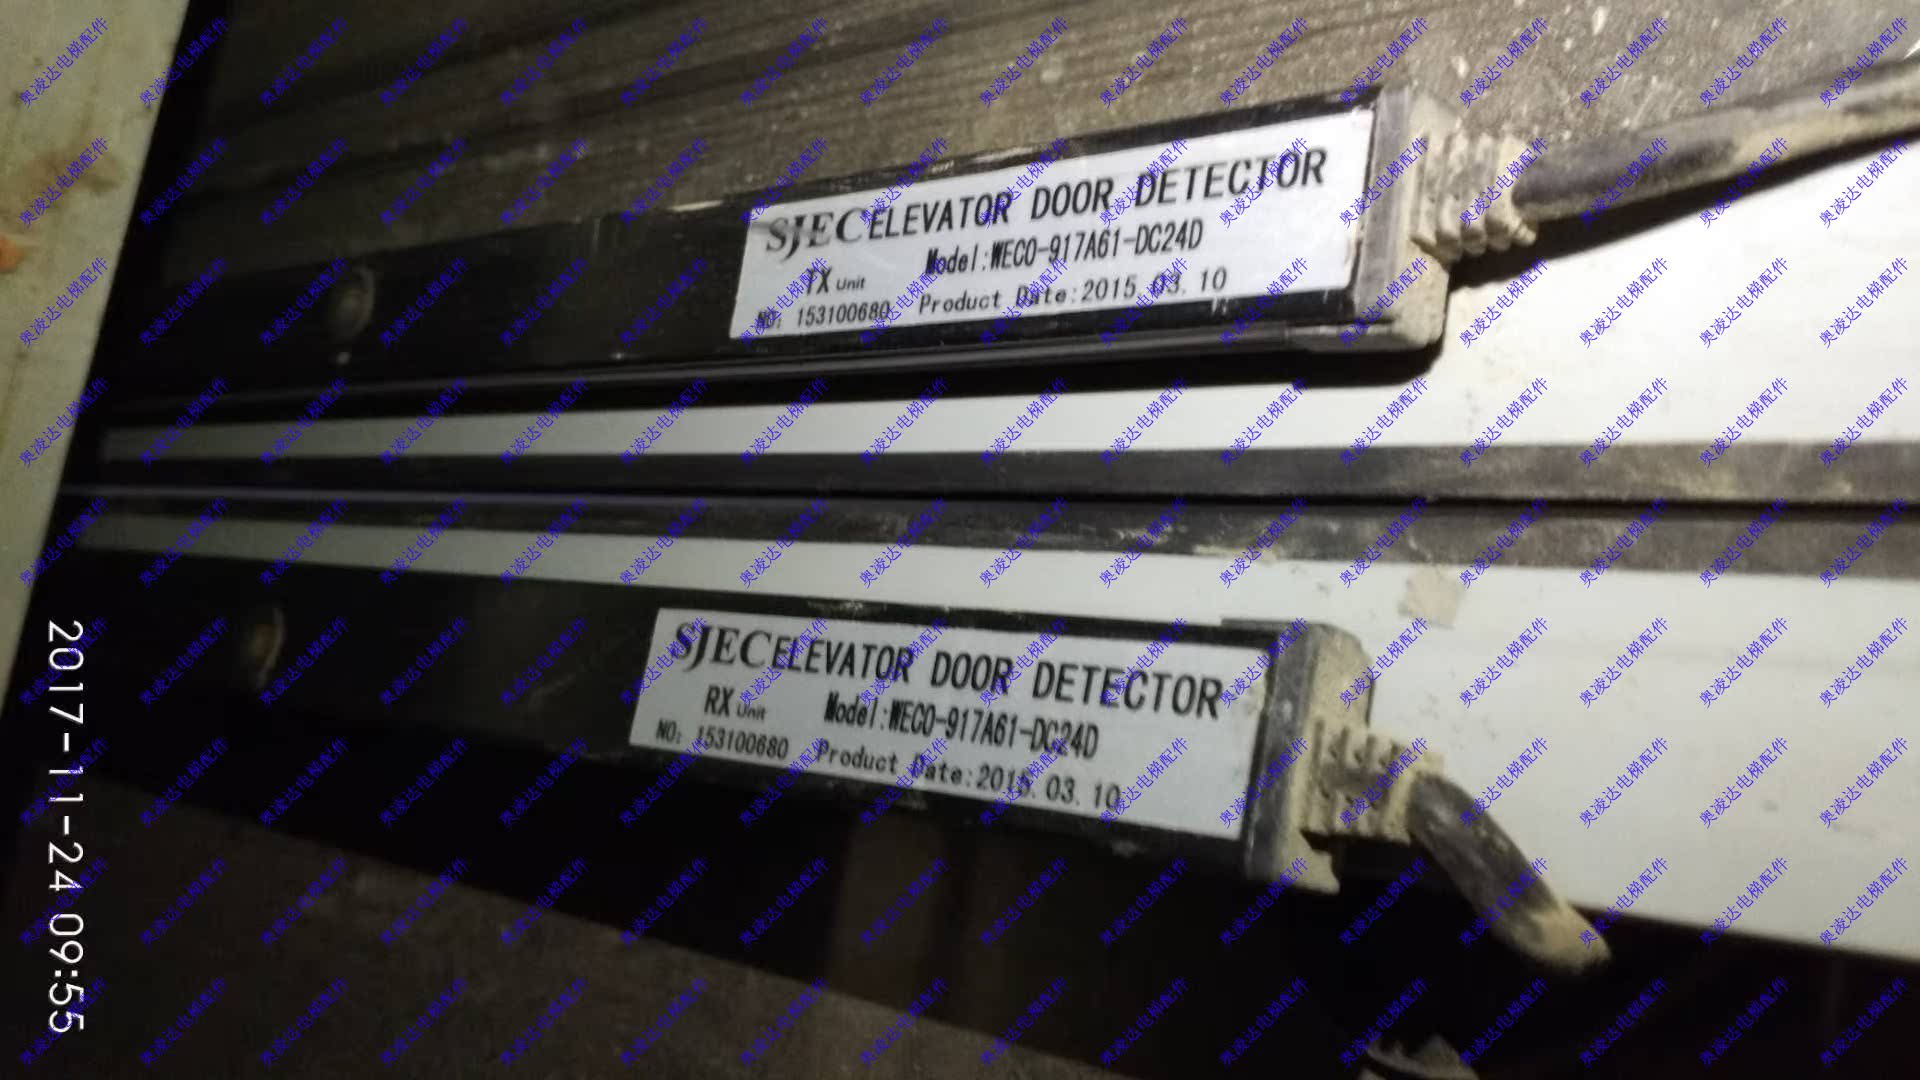 SJEC ELEVATOR DOOR DETECTOR
TX Unit Model:WECO-917A61-DC24D
NO: 153100680 Product Date:2015.03.10
SJEC ELEVATOR DOOR DETECTOR
RX Unit Model:WECO-917A61-DC24D
NO: 153100680 Product Date:2015.03.10
2017-11-24 09:55
奥凌达电梯配件